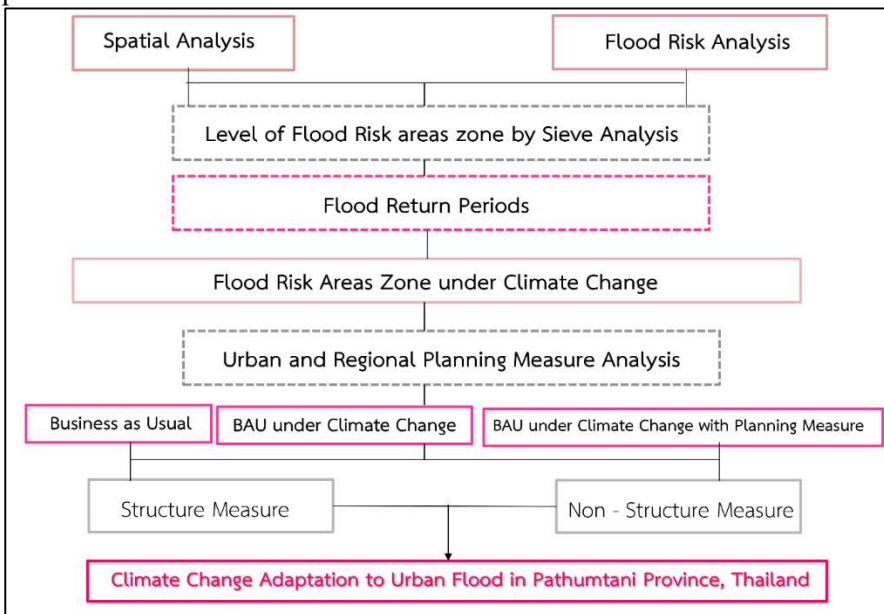 Spatial Analysis
Flood Risk Analysis
Level of Flood Risk areas zone by Sieve Analysis
Flood Return Periods
Flood Risk Areas Zone under Climate Change
Urban and Regional Planning Measure Analysis
Business as Usual
BAU under Climate Change
BAU under Climate Change with Planning Measure
Structure Measure
Non - Structure Measure
Climate Change Adaptation to Urban Flood in Pathumtani Province, Thailand